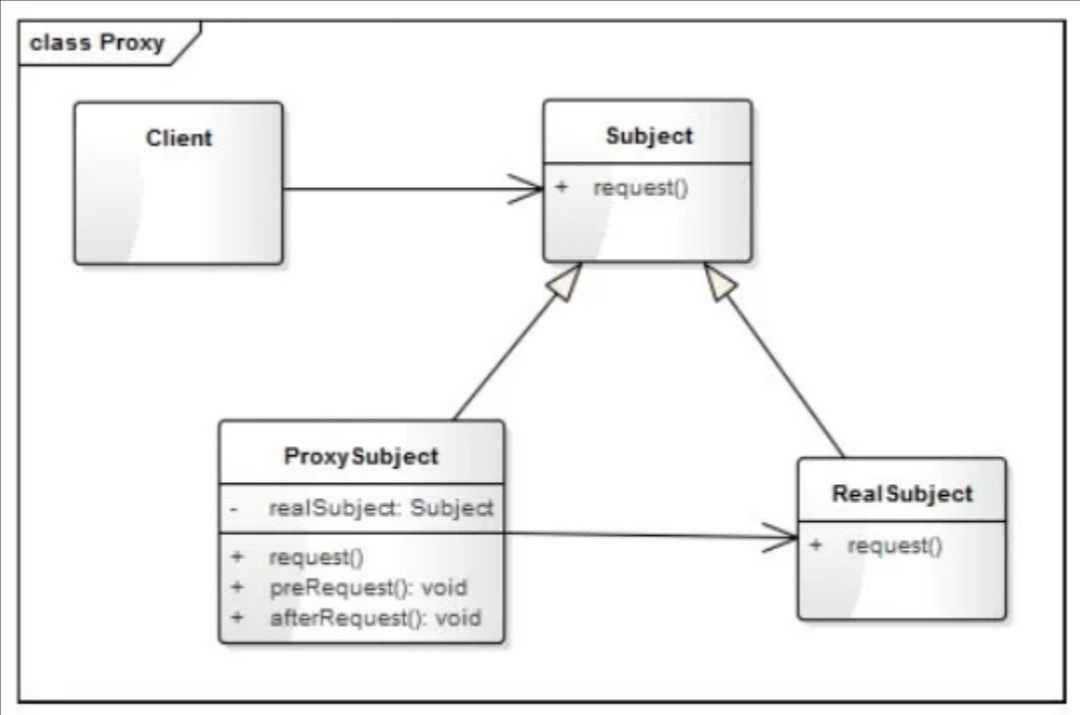 class Proxy
Client
Subject
+ request()
ProxySubject
- realSubject: Subject
+ request()
+ preRequest(): void
+ afterRequest(): void
RealSubject
+ request()